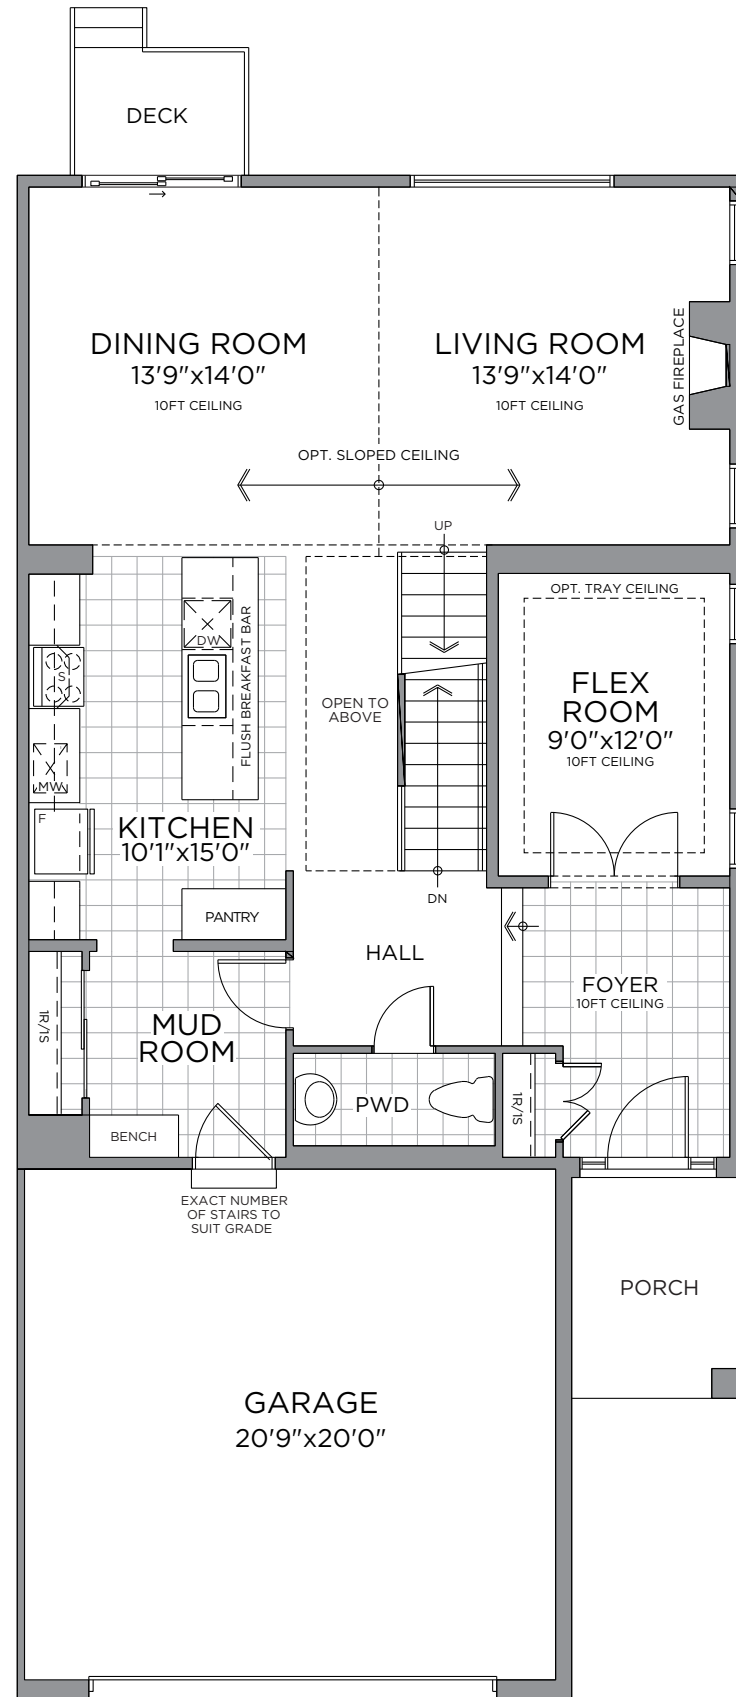 DECK
DINING ROOM
13'9"x14'0"
10FT CEILING
LIVING ROOM
13'9"x14'0"
10FT CEILING
GAS FIREPLACE
OPT. SLOPED CEILING
UP
OPT. TRAY CEILING
DW
FLUSH BREAKFAST BAR
S
MW
F
OPEN TO
ABOVE
FLEX
ROOM
9'0"x12'0"
10FT CEILING
KITCHEN
10'1"x15'0"
PANTRY
DN
HALL
FOYER
10FT CEILING
1R/1S
MUD
ROOM
PWD
1R/1S
BENCH
EXACT NUMBER
OF STAIRS TO
SUIT GRADE
PORCH
GARAGE
20'9"x20'0"